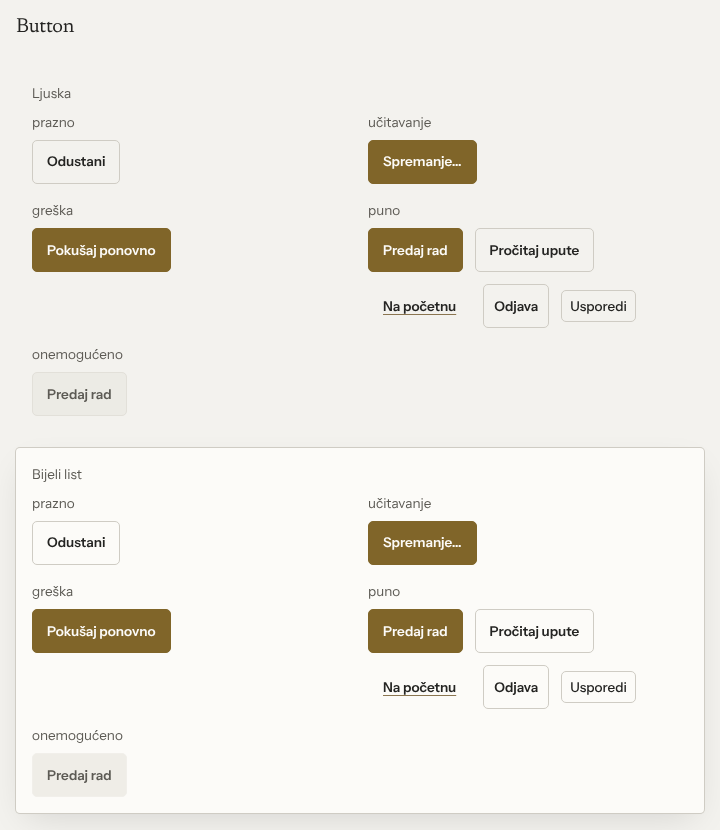 Button
Ljuska
prazno
učitavanje
Odustani
Spremanje…
greška
puno
Pokušaj ponovno
Predaj rad
Pročitaj upute
Na početnu
Odjava
Usporedi
onemogućeno
Predaj rad
Bijeli list
prazno
učitavanje
Odustani
Spremanje…
greška
puno
Pokušaj ponovno
Predaj rad
Pročitaj upute
Na početnu
Odjava
Usporedi
onemogućeno
Predaj rad